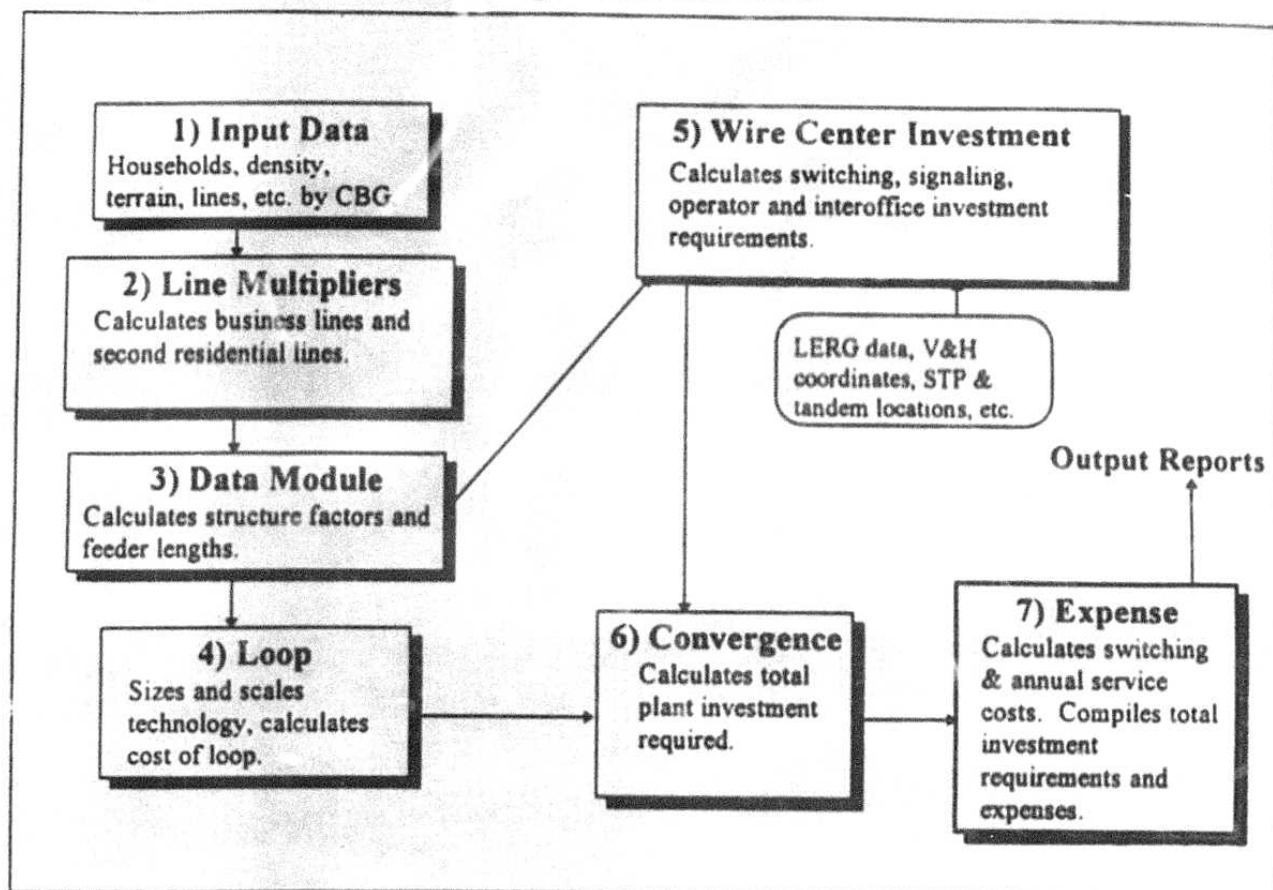 1) Input Data
Households, density,
terrain, lines, etc. by CBG.
2) Line Multipliers
Calculates business lines and
second residential lines.
3) Data Module
Calculates structure factors and
feeder lengths.
4) Loop
Sizes and scales
technology, calculates
cost of loop.
5) Wire Center Investment
Calculates switching, signaling,
operator and interoffice investment
requirements.
LERG data, V&H
coordinates, STP &
tandem locations, etc.
6) Convergence
Calculates total
plant investment
required.
7) Expense
Calculates switching
& annual service
costs. Compiles total
investment
requirements and
expenses.
Output Reports